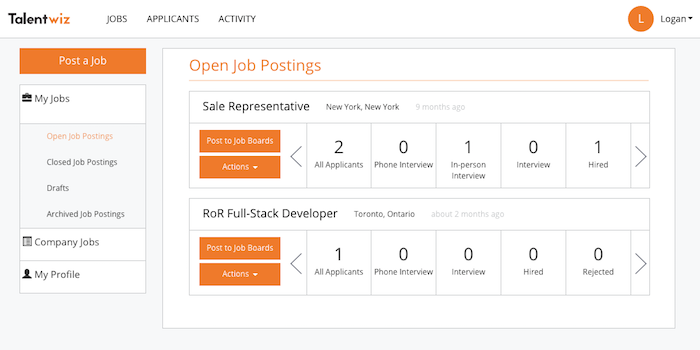 Talentwiz JOBS APPLICANTS ACTIVITY L Logan
Post a Job
My Jobs
Open Job Postings
Closed Job Postings
Drafts
Archived Job Postings
Company Jobs
My Profile
Open Job Postings
Sale Representative New York, New York 9 months ago
Post to Job Boards
Actions
2 0 1 0 1
All Applicants Phone Interview In-person Interview Hired
Interview
RoR Full-Stack Developer Toronto, Ontario about 2 months ago
Post to Job Boards
Actions
1 0 0 0 0
All Applicants Phone Interview Interview Hired Rejected